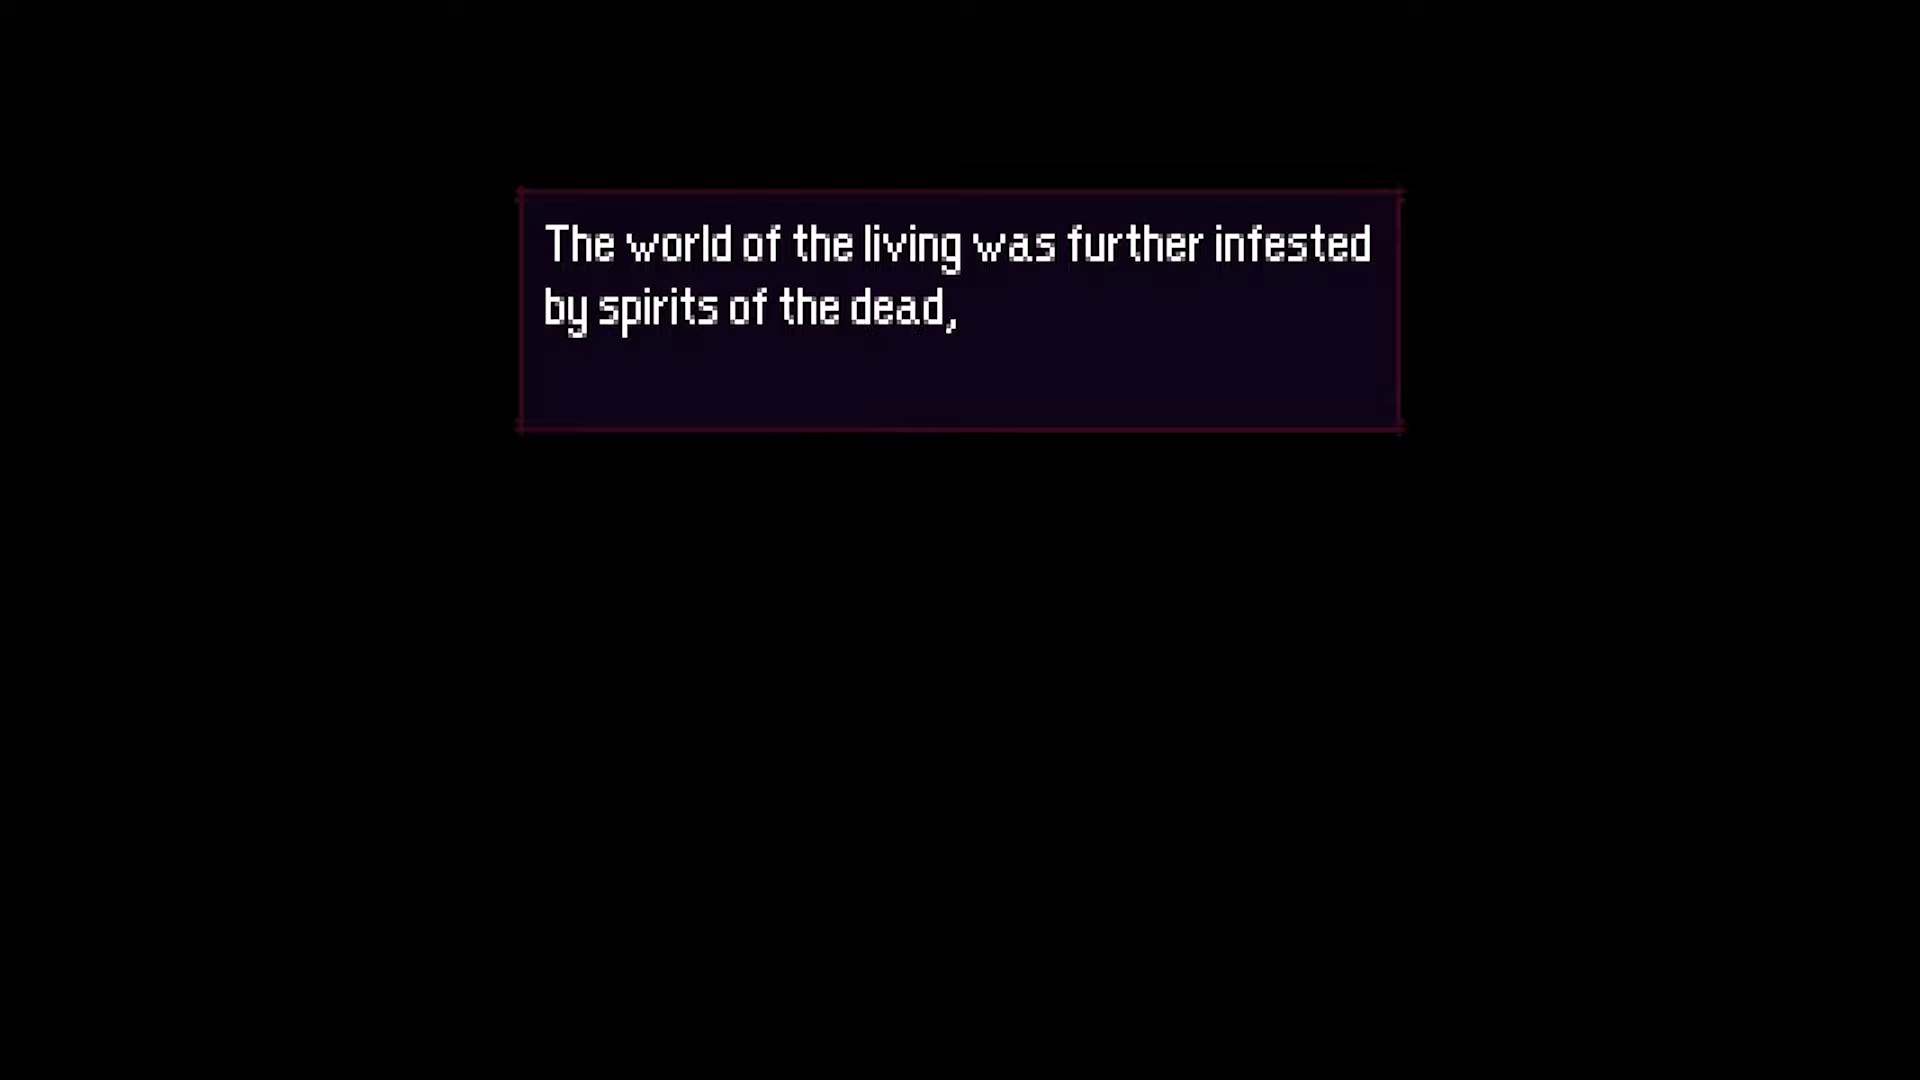 The world of the living was further infested
by spirits of the dead,